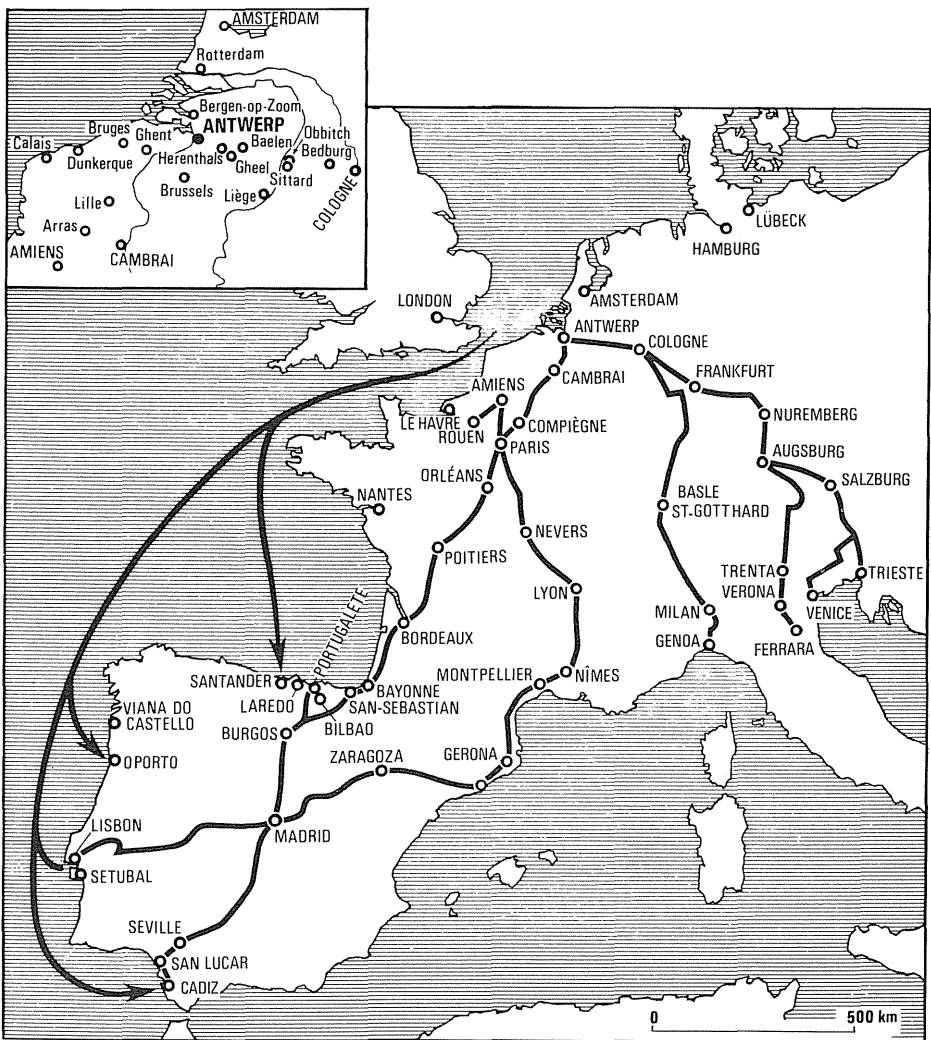 AMSTERDAM
Rotterdam
Bergen-op-Zoom
ANTWERP
Bruges
Ghent
Baelen
Obbitch
Calais
Dunkerque
Herenthals
Gheel
Bedburg
Sittard
Brussels
Liège
COLOGNE
Lille
Arras
AMIENS
CAMBRAI
LÜBECK
HAMBURG
LONDON
AMSTERDAM
ANTWERP
COLOGNE
CAMBRAI
FRANKFURT
AMIENS
LE HAVRE
ROUEN
COMPIÈGNE
NUREMBERG
PARIS
AUGSBURG
ORLÉANS
SALZBURG
NANTES
BASLE
ST-GOTTHARD
NEVERS
POITIERS
LYON
TRENTA
TRIESTE
VERONA
VENICE
MILAN
BORDEAUX
GENOA
FERRARA
PORTUGALETE
SANTANDER
LAREDO
BAYONNE
SAN-SEBASTIAN
MONTPELLIER
NÎMES
VIANA DO
CASTELLO
BURGOS
BILBAO
OPORTO
ZARAGOZA
GERONA
LISBON
MADRID
SETUBAL
SEVILLE
SAN LUCAR
CADIZ
0 500 km